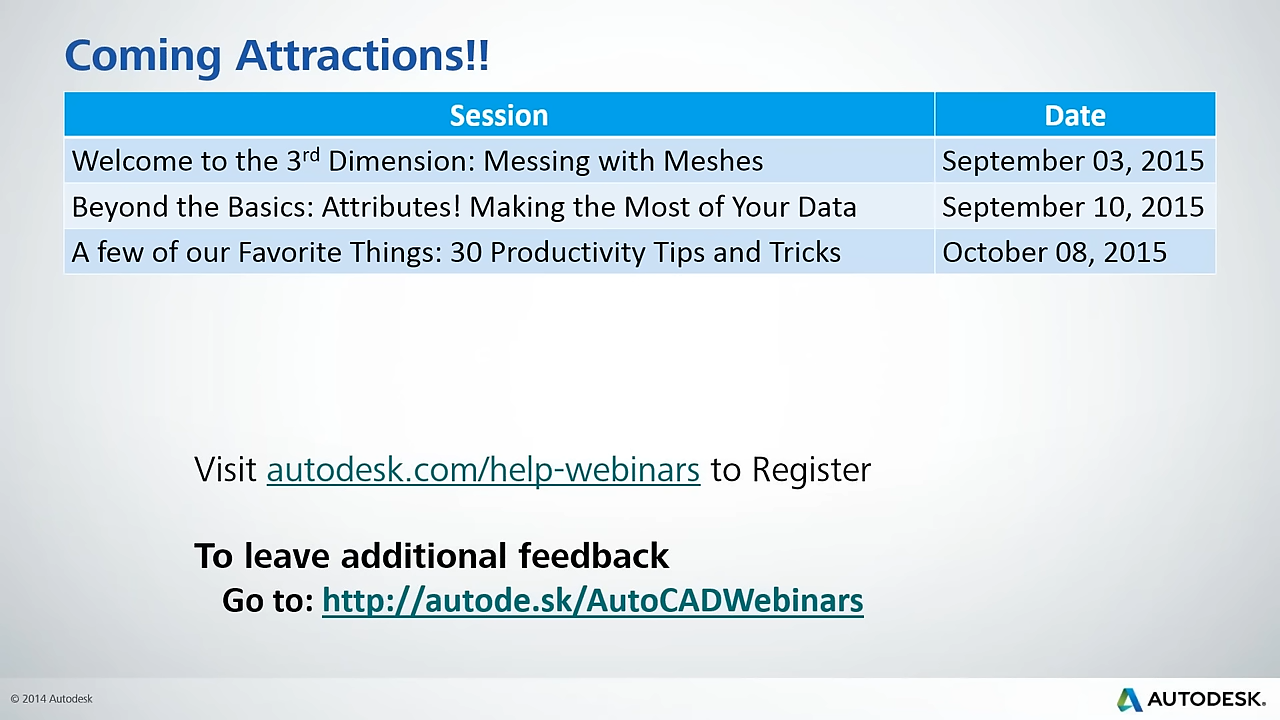 Coming Attractions!!
Session Date
Welcome to the 3rd Dimension: Messing with Meshes September 03, 2015
Beyond the Basics: Attributes! Making the Most of Your Data September 10, 2015
A few of our Favorite Things: 30 Productivity Tips and Tricks October 08, 2015
Visit autodesk.com/help-webinars to Register
To leave additional feedback
Go to: http://autode.sk/AutoCADWebinars
© 2014 Autodesk
AUTODESK.